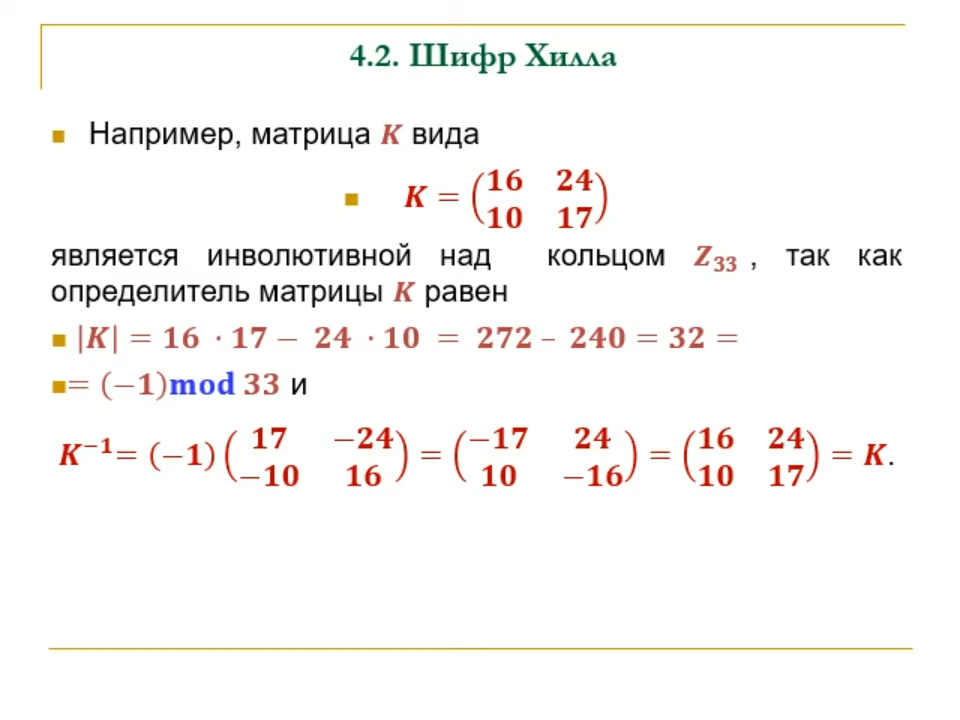 4.2. Шифр Хилла
Например, матрица K вида
K = (16 24
10 17)
является инволютивной над кольцом Z₃₃ , так как
определитель матрицы K равен
|K| = 16 · 17 − 24 · 10 = 272 – 240 = 32 =
= (−1)mod 33 и
K⁻¹= (−1) (17 −24 −10 16) = (−17 24 10 −16) = (16 24 10 17) = K.